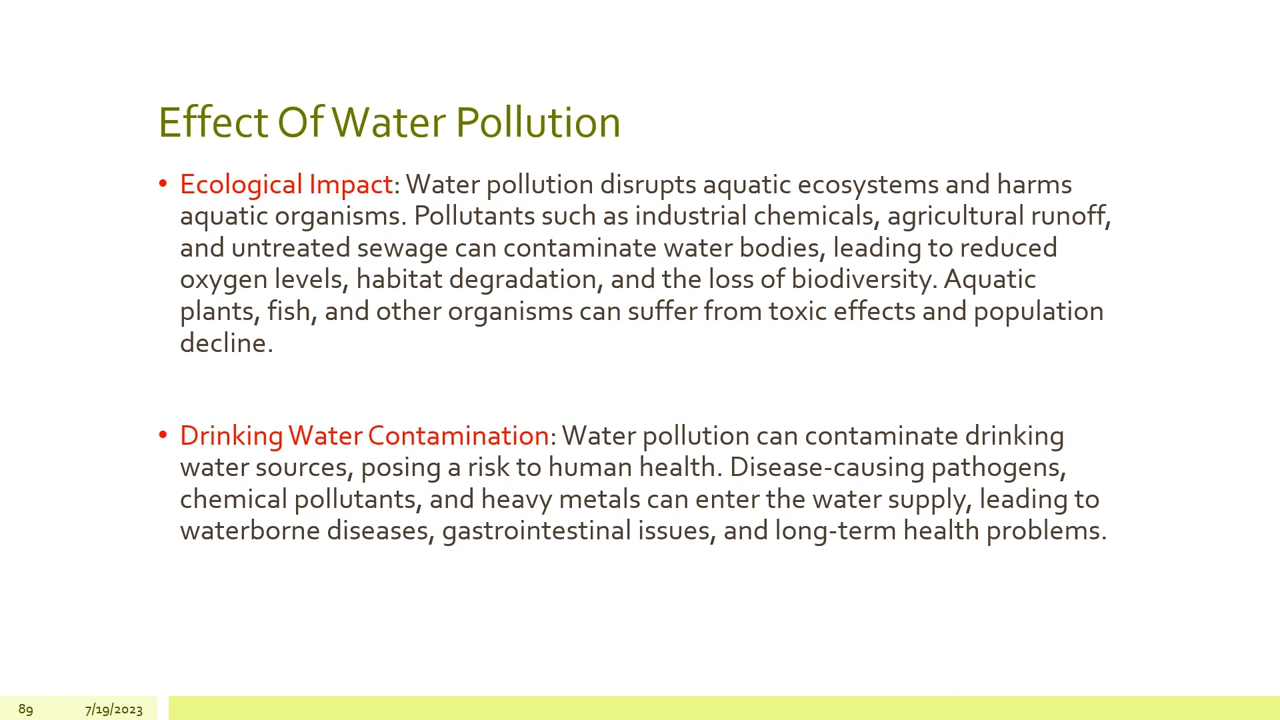 Effect Of Water Pollution
• Ecological Impact: Water pollution disrupts aquatic ecosystems and harms
aquatic organisms. Pollutants such as industrial chemicals, agricultural runoff,
and untreated sewage can contaminate water bodies, leading to reduced
oxygen levels, habitat degradation, and the loss of biodiversity. Aquatic
plants, fish, and other organisms can suffer from toxic effects and population
decline.
• Drinking Water Contamination: Water pollution can contaminate drinking
water sources, posing a risk to human health. Disease-causing pathogens,
chemical pollutants, and heavy metals can enter the water supply, leading to
waterborne diseases, gastrointestinal issues, and long-term health problems.
89 7/19/2023